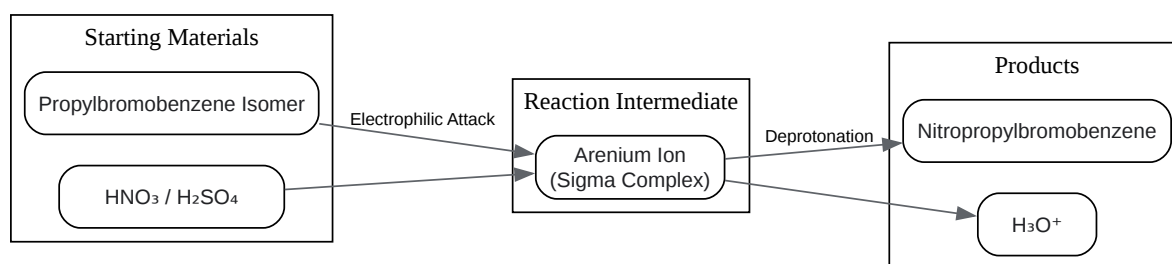 Starting Materials
Propylbromobenzene Isomer
HNO₃ / H₂SO₄
Electrophilic Attack
Reaction Intermediate
Arenium Ion
(Sigma Complex)
Deprotonation
Products
Nitropropylbromobenzene
H₃O⁺